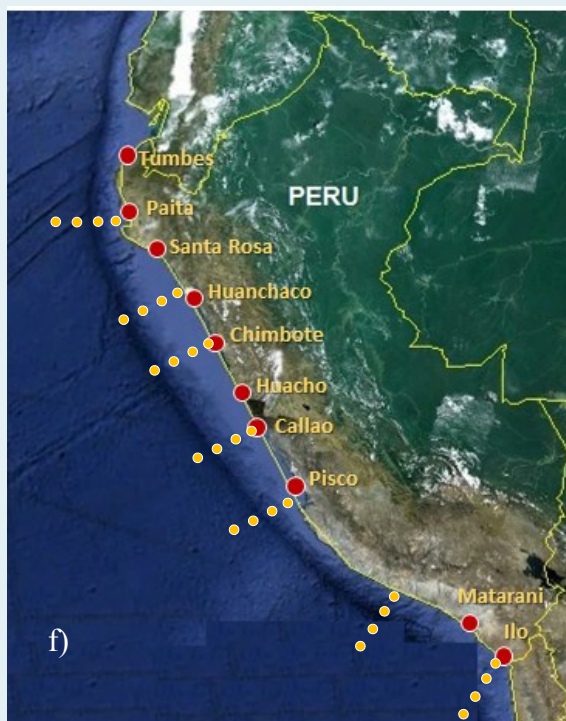 Tumbes
Paita
PERU
Santa Rosa
Huanchaco
Chimbote
Huacho
Callao
Pisco
Matarani
Ilo
f)